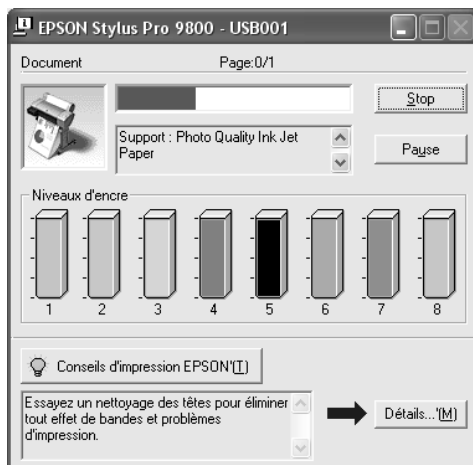 EPSON Stylus Pro 9800 - USB001
Document Page:0/1
Stop
Support : Photo Quality Ink Jet
Paper
Pause
Niveaux d'encre
1 2 3 4 5 6 7 8
Conseils d'impression EPSON'(T)
Essayez un nettoyage des têtes pour éliminer
tout effet de bandes et problèmes
d'impression.
Détails...'(M)